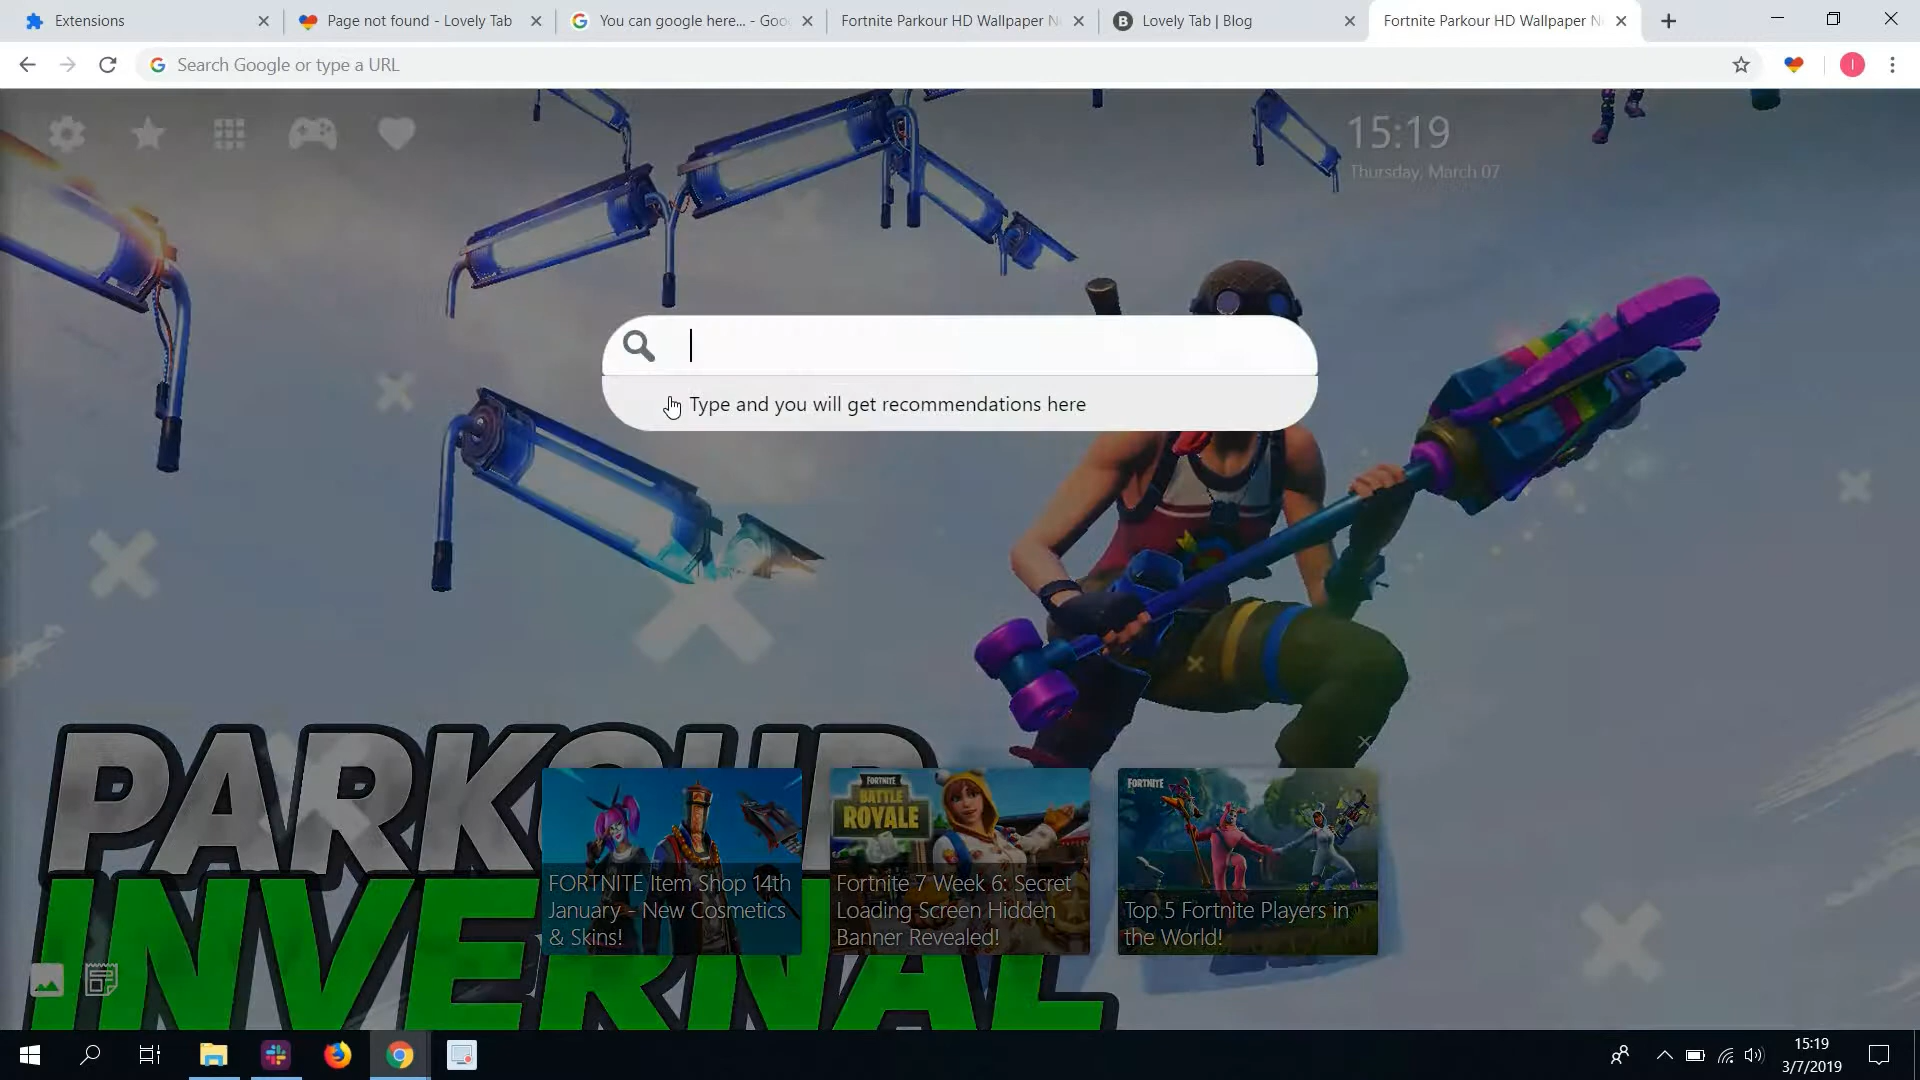 Extensions
Page not found - Lovely Tab
You can google here... - Goo
Fortnite Parkour HD Wallpaper N
Lovely Tab | Blog
Fortnite Parkour HD Wallpaper N
Search Google or type a URL
I
15:19
Thursday, March 07
Type and you will get recommendations here
PARKOUR
INVERNAL
FORTNITE Item Shop 14th
January - New Cosmetics
& Skins!
FORTNITE
BATTLE
ROYALE
Fortnite 7 Week 6: Secret
Loading Screen Hidden
Banner Revealed!
FORTNITE
Top 5 Fortnite Players in
the World!
15:19
3/7/2019